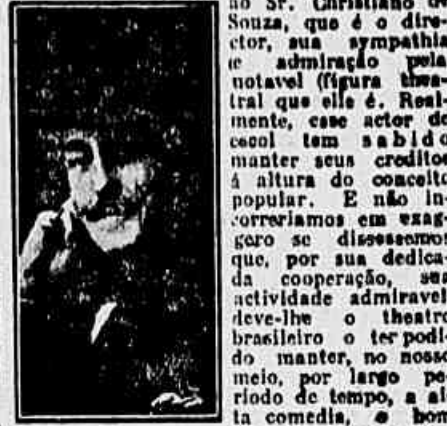 ao Sr. Christiano de
Souza, que é o dire-
ctor, sua sympathia
e admiração pela
notavel (figura thea-
tral que elle é. Real-
mente, esse actor de
escol tem sabido
manter seus creditos
á altura do conceito
popular. E não in-
correriamos em exag-
gero se dissessemos
que, por sua dedica-
da cooperação, sua
actividade admiravel
deve-lhe o theatro
brasileiro o ter podi-
do manter, no nosso
meio, por largo pe-
riodo de tempo, a al-
ta comedia, o bom